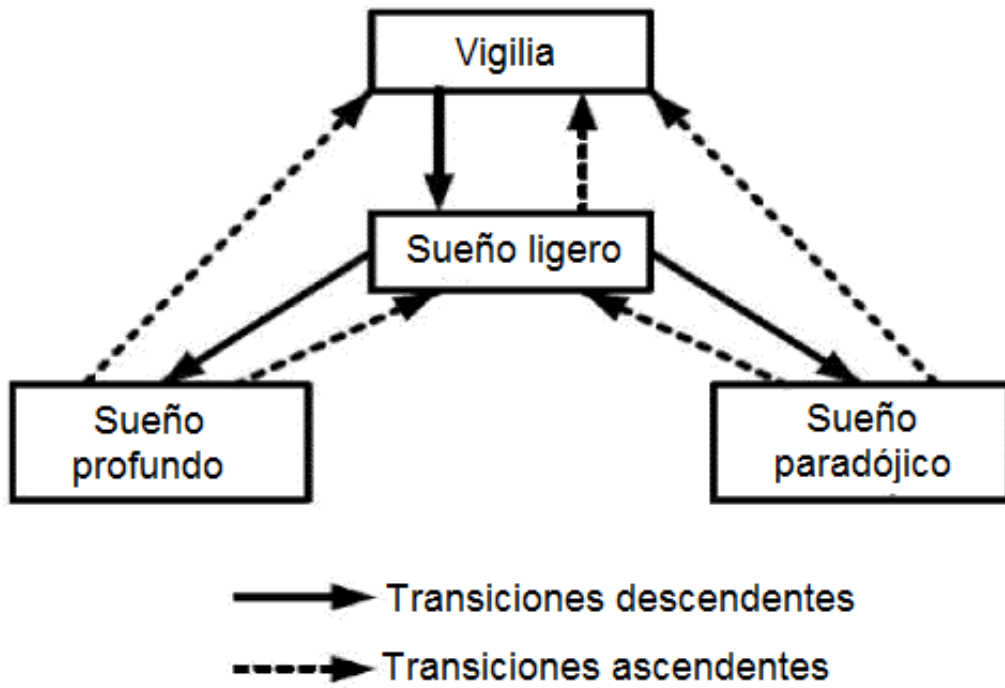 Vigilia
Sueño ligero
Sueño
profundo
Sueño
paradójico
Transiciones descendentes
Transiciones ascendentes